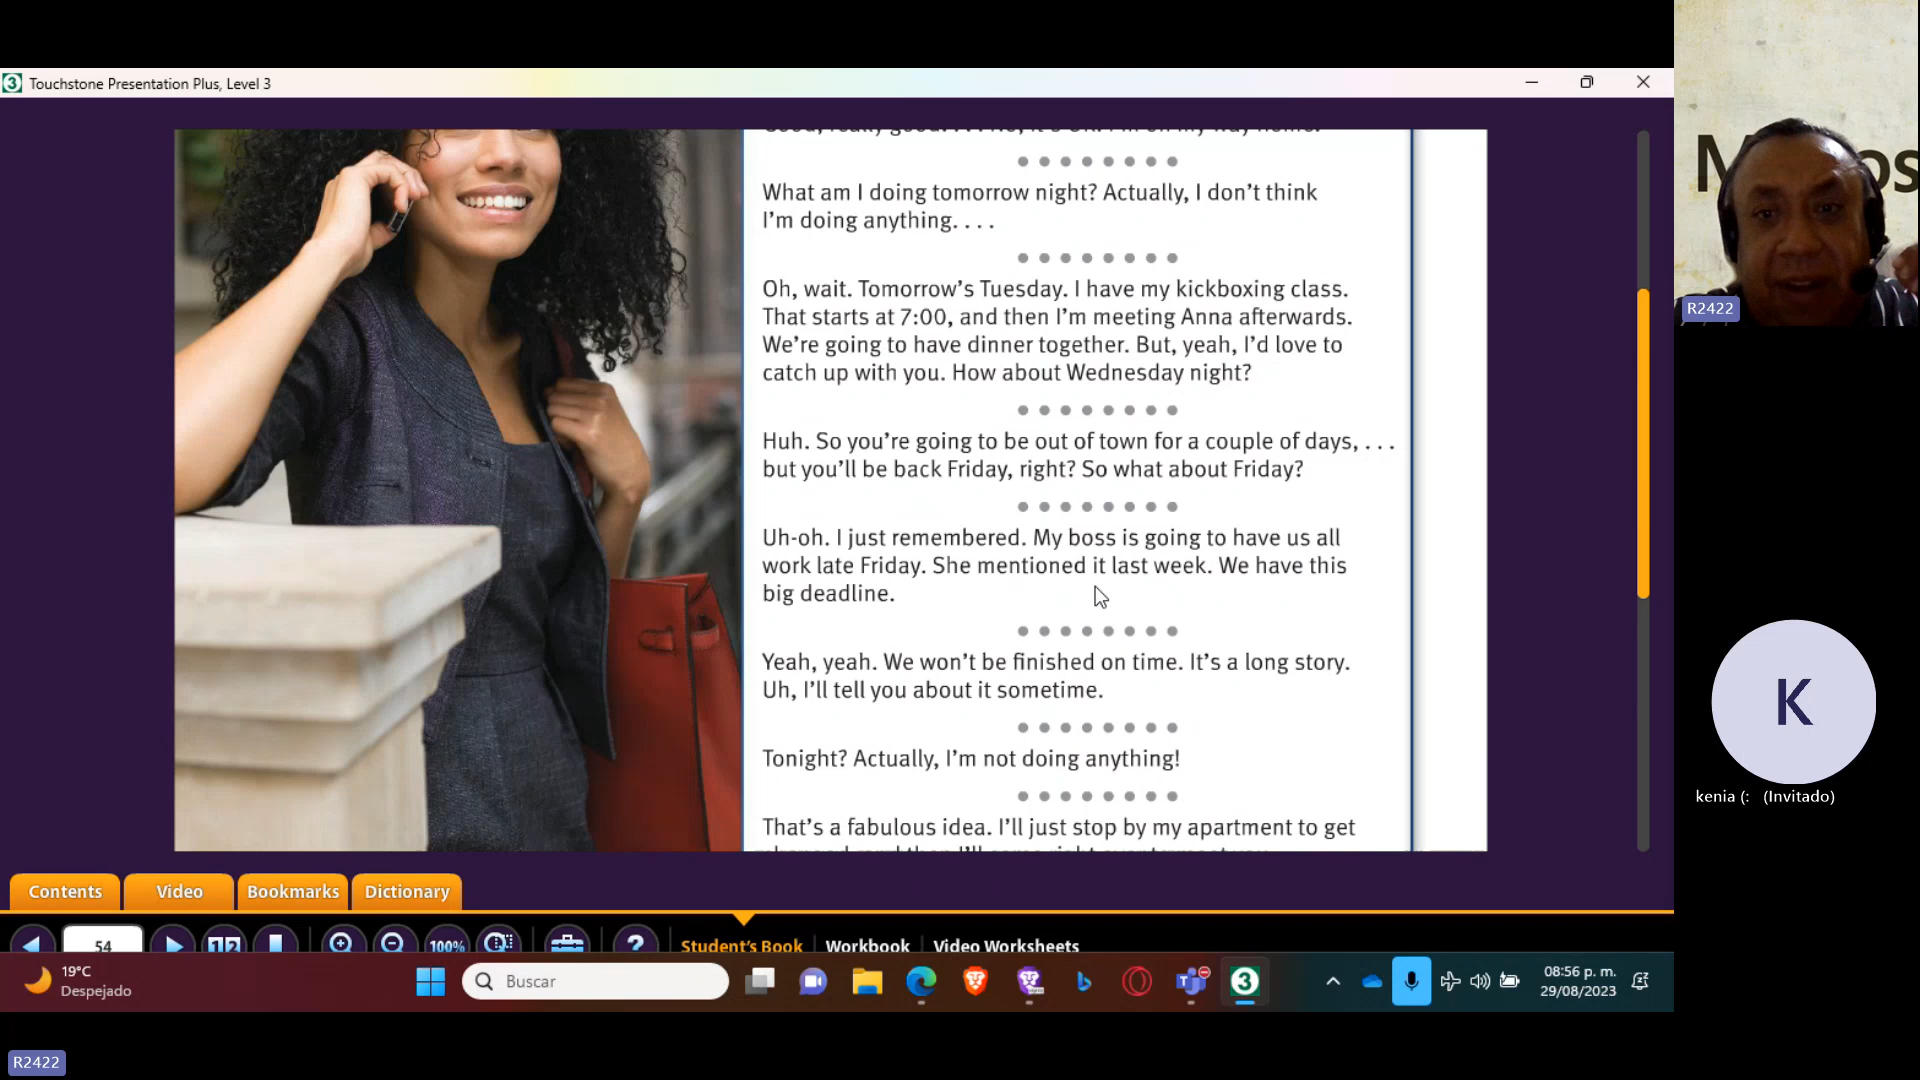 Touchstone Presentation Plus, Level 3
What am I doing tomorrow night? Actually, I don't think
I'm doing anything. . . .
Oh, wait. Tomorrow's Tuesday. I have my kickboxing class.
That starts at 7:00, and then I'm meeting Anna afterwards.
We're going to have dinner together. But, yeah, I'd love to
catch up with you. How about Wednesday night?
Huh. So you're going to be out of town for a couple of days, . . .
but you'll be back Friday, right? So what about Friday?
Uh-oh. I just remembered. My boss is going to have us all
work late Friday. She mentioned it last week. We have this
big deadline.
Yeah, yeah. We won't be finished on time. It's a long story.
Uh, I'll tell you about it sometime.
Tonight? Actually, I'm not doing anything!
That's a fabulous idea. I'll just stop by my apartment to get
R2422
kenia (: (Invitado)
K
Contents Video Bookmarks Dictionary
54 12 100% ? Student's Book Workbook Video Worksheets
19°C
Despejado
Buscar
08:56 p. m.
29/08/2023
R2422